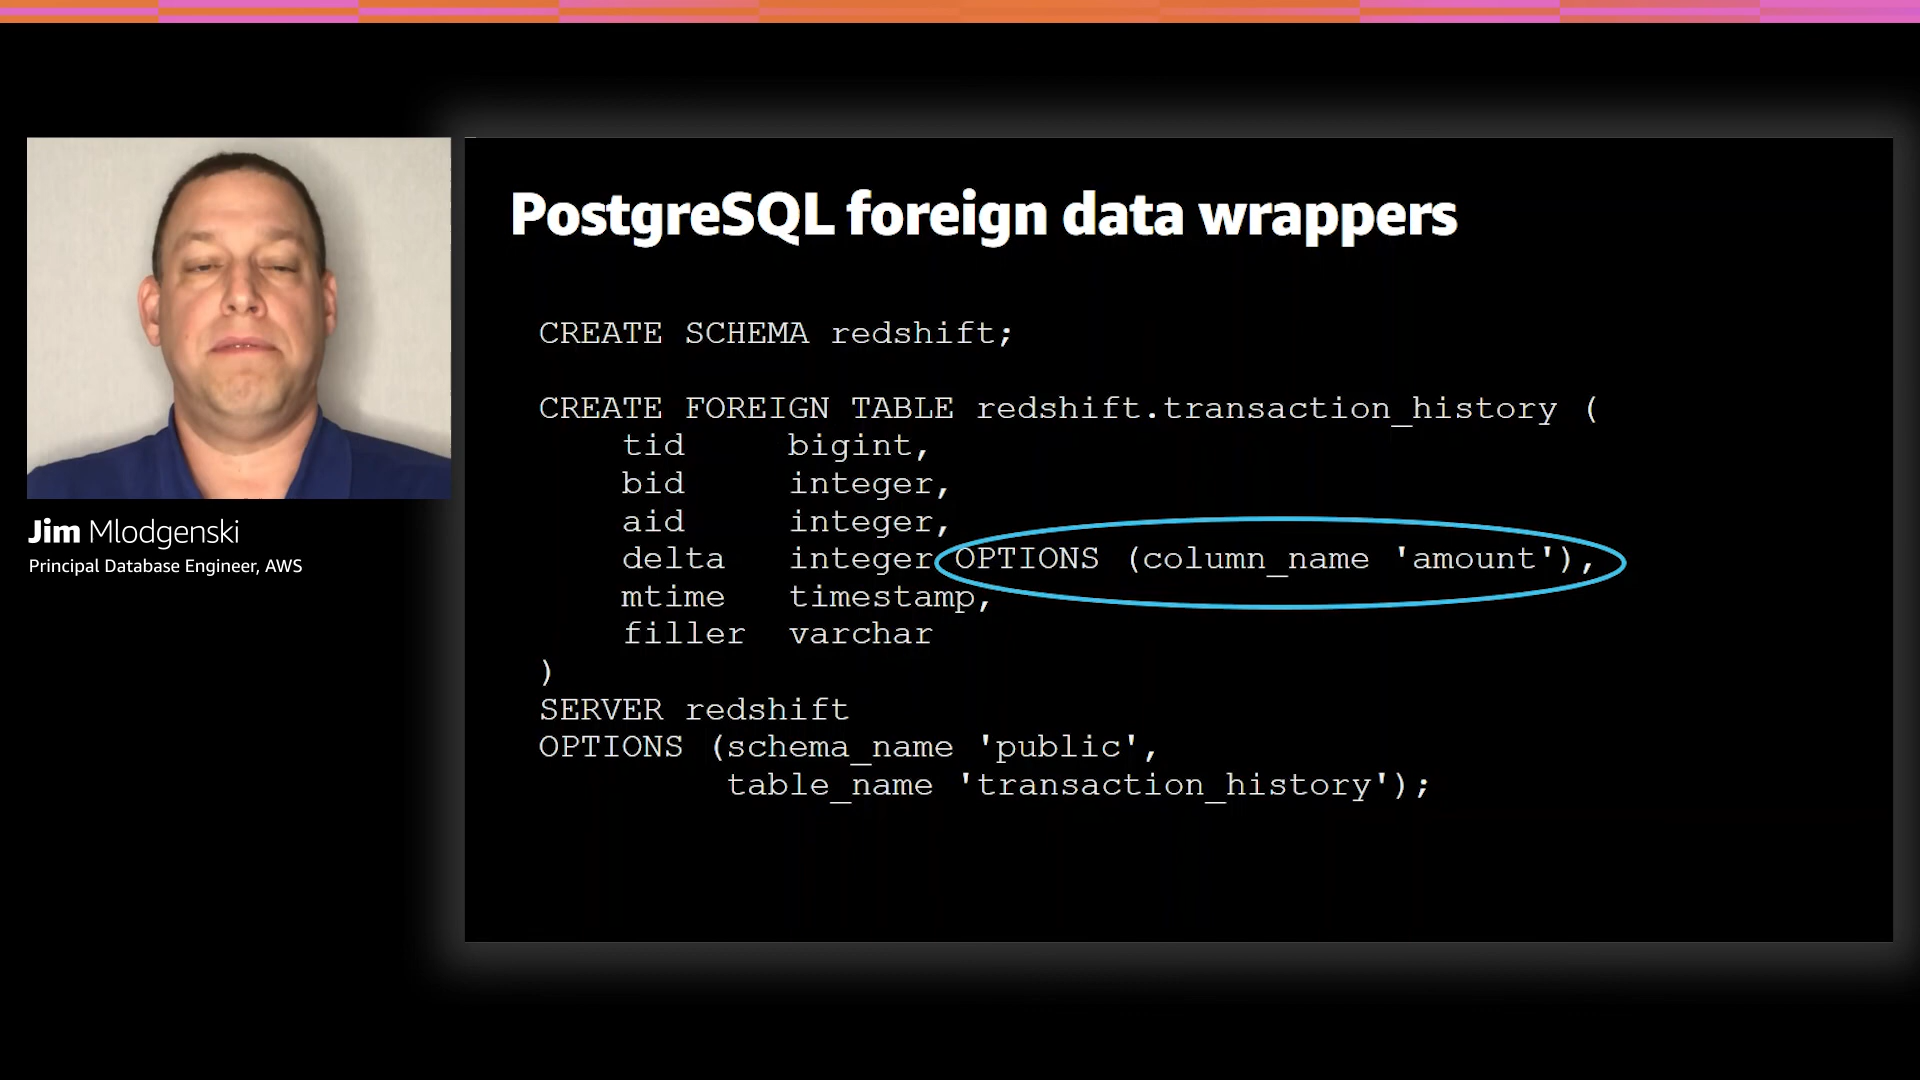 PostgreSQL foreign data wrappers
CREATE SCHEMA redshift;
CREATE FOREIGN TABLE redshift.transaction_history (
tid bigint,
bid integer,
aid integer,
delta integer OPTIONS (column_name 'amount'),
mtime timestamp,
filler varchar
)
SERVER redshift
OPTIONS (schema_name 'public',
table_name 'transaction_history');
Jim Mlodgenski
Principal Database Engineer, AWS